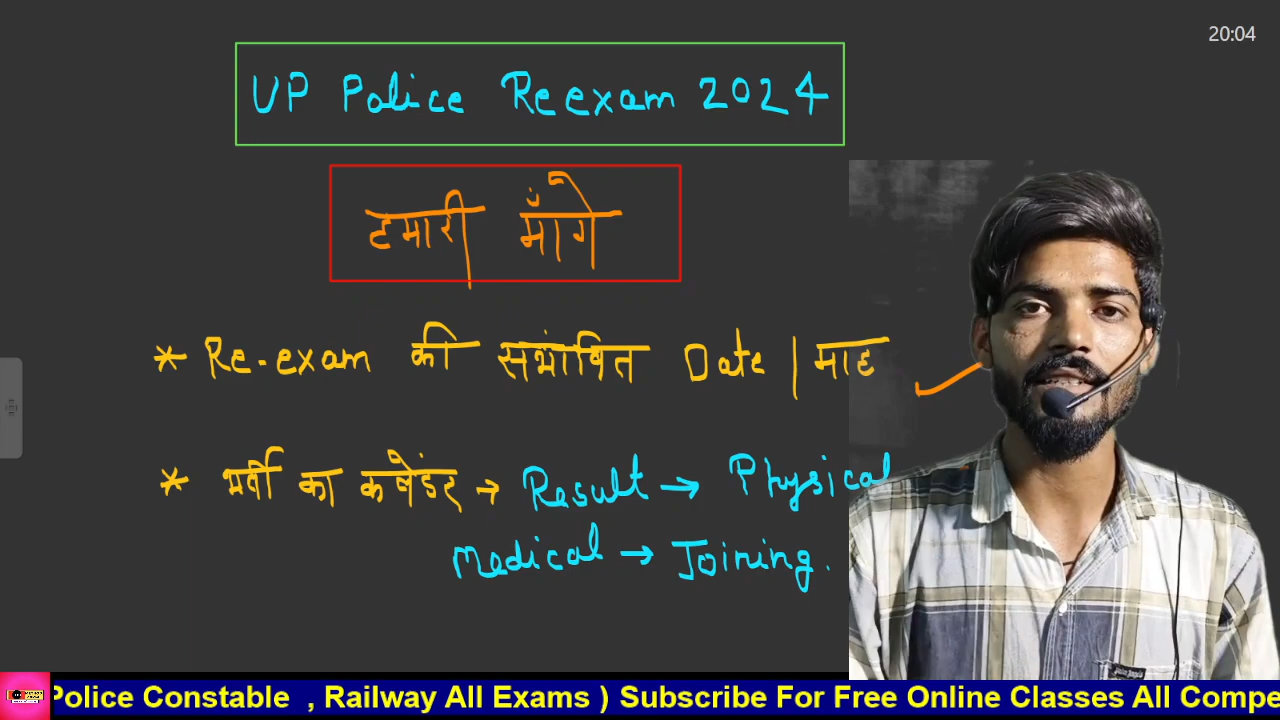 20:04
UP Police Reexam 2024
हमारी माँगे
* Re-exam की सभांवित Date | माह
* भर्ती का कलेंडर → Result → Physical
Medical → Joining.
Police Constable , Railway All Exams ) Subscribe For Free Online Classes All Compe